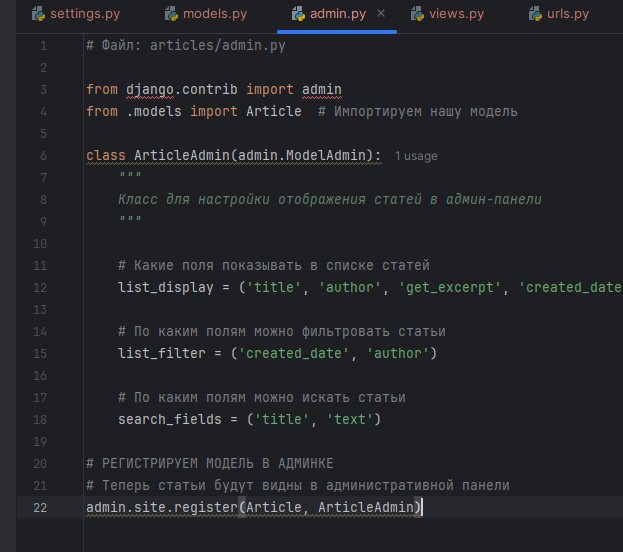 settings.py models.py admin.py views.py urls.py
1 # Файл: articles/admin.py
2
3 from django.contrib import admin
4 from .models import Article # Импортируем нашу модель
5
6 class ArticleAdmin(admin.ModelAdmin): 1 usage
7 """
8 Класс для настройки отображения статей в админ-панели
9 """
10
11 # Какие поля показывать в списке статей
12 list_display = ('title', 'author', 'get_excerpt', 'created_date
13
14 # По каким полям можно фильтровать статьи
15 list_filter = ('created_date', 'author')
16
17 # По каким полям можно искать статьи
18 search_fields = ('title', 'text')
19
20 # РЕГИСТРИРУЕМ МОДЕЛЬ В АДМИНКЕ
21 # Теперь статьи будут видны в административной панели
22 admin.site.register(Article, ArticleAdmin)